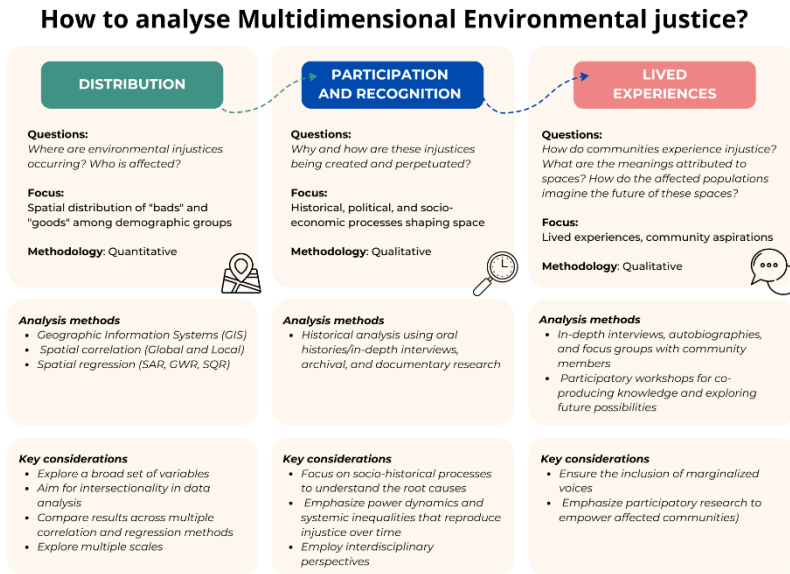 How to analyse Multidimensional Environmental justice?
DISTRIBUTION
Questions:
Where are environmental injustices
occurring? Who is affected?
Focus:
Spatial distribution of "bads" and
"goods" among demographic groups
Methodology: Quantitative
Analysis methods
• Geographic Information Systems (GIS)
• Spatial correlation (Global and Local)
• Spatial regression (SAR, GWR, SQR)
Key considerations
• Explore a broad set of variables
• Aim for intersectionality in data
analysis
• Compare results across multiple
correlation and regression methods
• Explore multiple scales
PARTICIPATION
AND RECOGNITION
Questions:
Why and how are these injustices
being created and perpetuated?
Focus:
Historical, political, and socio-
economic processes shaping space
Methodology: Qualitative
Analysis methods
• Historical analysis using oral
histories/in-depth interviews,
archival, and documentary research
Key considerations
• Focus on socio-historical processes
to understand the root causes
• Emphasize power dynamics and
systemic inequalities that reproduce
injustice over time
• Employ interdisciplinary
perspectives
LIVED
EXPERIENCES
Questions:
How do communities experience injustice?
What are the meanings attributed to
spaces? How do the affected populations
imagine the future of these spaces?
Focus:
Lived experiences, community aspirations
Methodology: Qualitative
Analysis methods
• In-depth interviews, autobiographies,
and focus groups with community
members
• Participatory workshops for co-
producing knowledge and exploring
future possibilities
Key considerations
• Ensure the inclusion of marginalized
voices
• Emphasize participatory research to
empower affected communities)